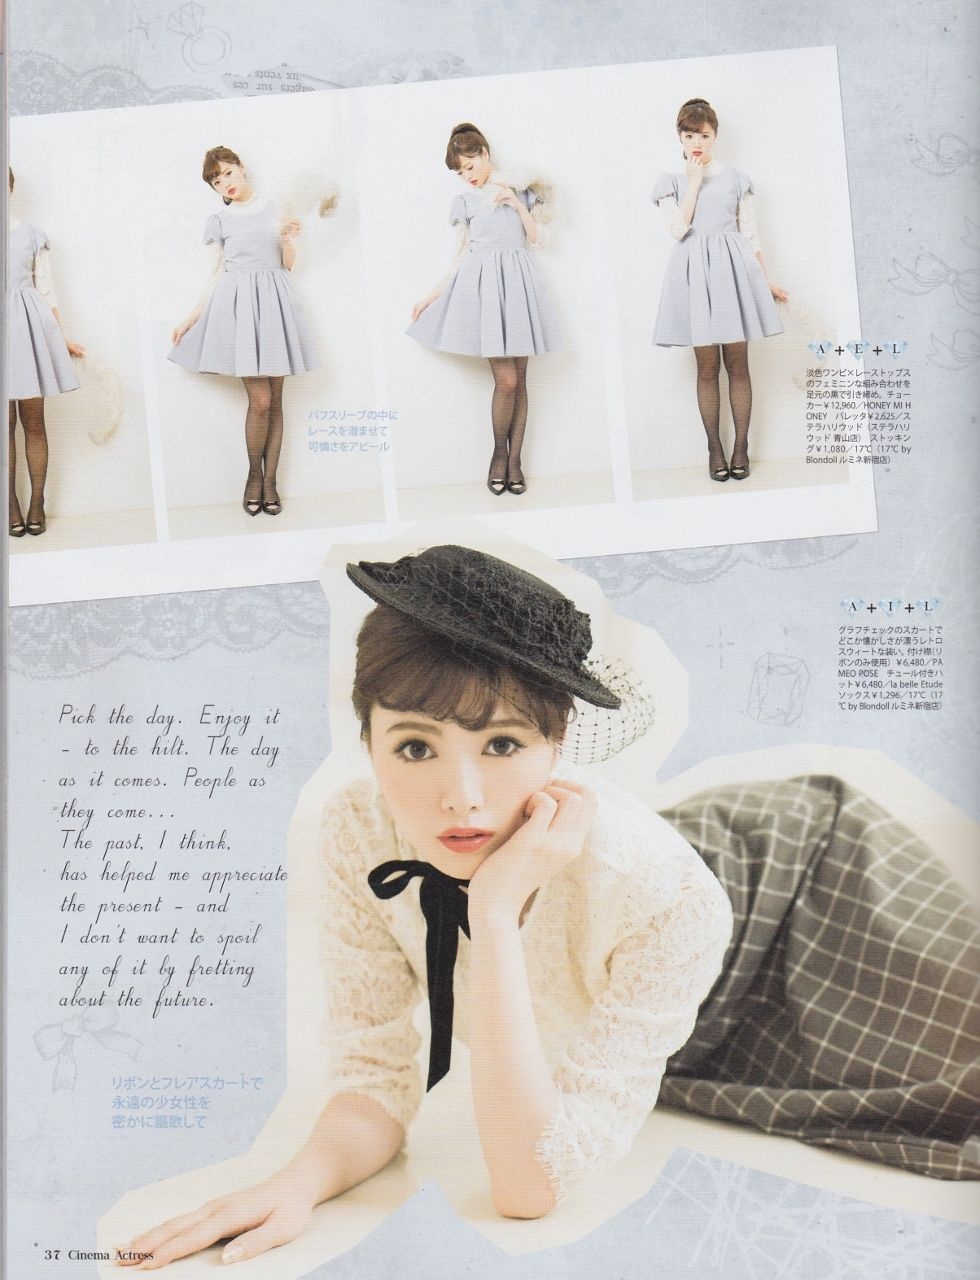 パフスリーブの中に
レースを潜ませて
可憐さをアピール
A + E + L
淡色ワンピ×レーストップス
のフェミニンな組み合わせを
足元の黒で引き締め。チョー
カー¥12,960/HONEY MI H
ONEY　バレッタ¥2,625/ス
テラハリウッド（ステラハリ
ウッド 青山店）　ストッキン
グ¥1,080/17℃（17℃ by
Blondoll ルミネ新宿店）
A + I + L
グラフチェックのスカートで
どこか懐かしさが漂うレトロ
スウィートな装い。付け襟（リ
ボンのみ使用）¥6,480/PA
MEO POSE　チュール付きハ
ット¥6,480/la belle Etude
ソックス¥1,296/17℃（17
℃ by Blondoll ルミネ新宿店）
Pick the day. Enjoy it
- to the hilt. The day
as it comes. People as
they come...
The past, I think,
has helped me appreciate
the present - and
I don't want to spoil
any of it by fretting
about the future.
リボンとフレアスカートで
永遠の少女性を
密かに謳歌して
37 Cinema Actress